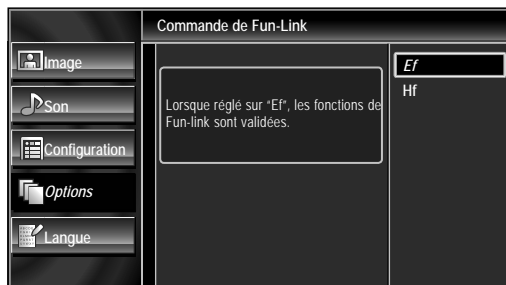 Commande de Fun-Link
Image
Son
Configuration
Options
Langue
Lorsque réglé sur "Ef", les fonctions de
Fun-link sont validées.
Ef
Hf